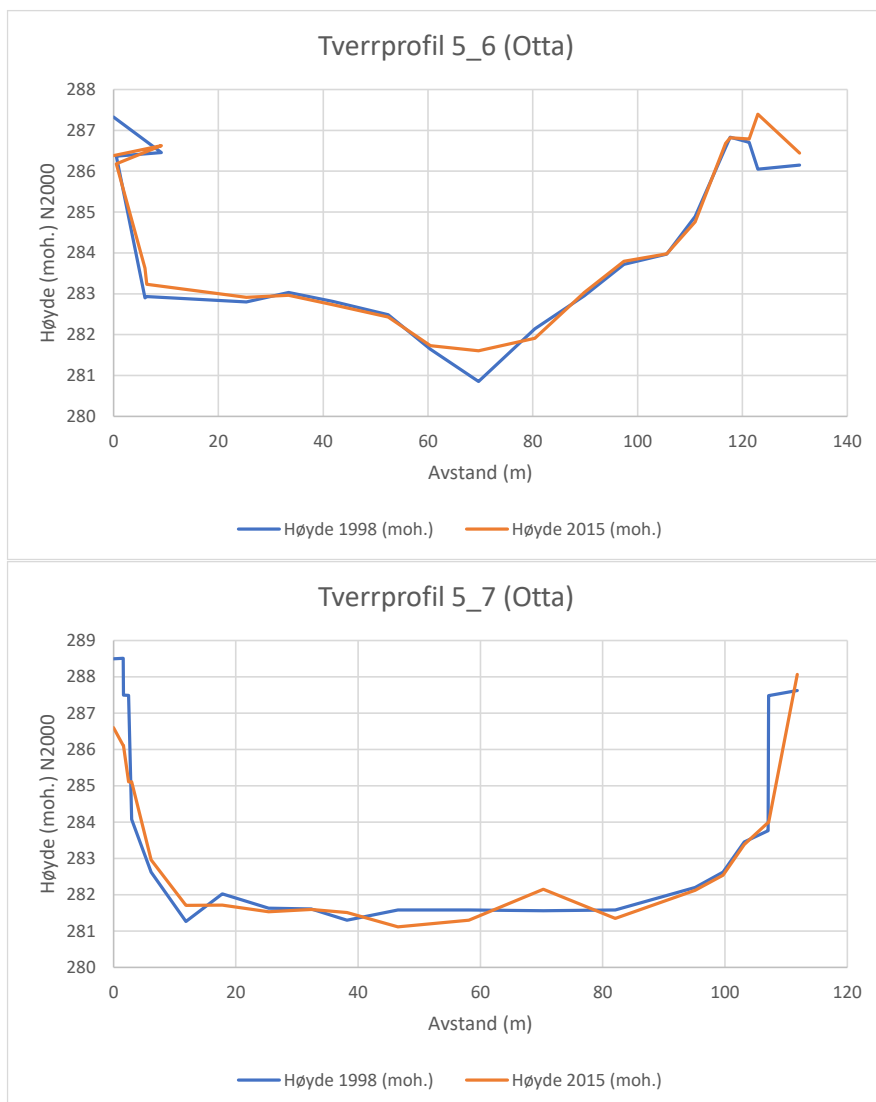 Tverrprofil 5_6 (Otta)
288
287
286
285
284
283
282
281
280
Høyde (moh.) N2000
0 20 40 60 80 100 120 140
Avstand (m)
Høyde 1998 (moh.) Høyde 2015 (moh.)
Tverrprofil 5_7 (Otta)
289
288
287
286
285
284
283
282
281
280
Høyde (moh.) N2000
0 20 40 60 80 100 120
Avstand (m)
Høyde 1998 (moh.) Høyde 2015 (moh.)